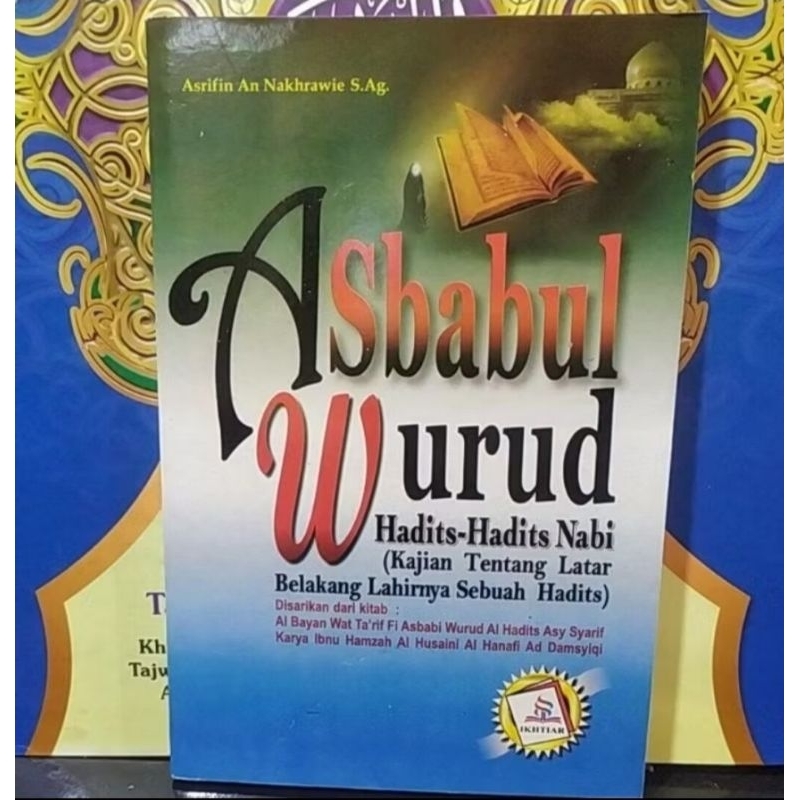 Asrifin An Nakhrawie S.Ag.
Asbabul
Wurud
Hadits-Hadits Nabi
(Kajian Tentang Latar
Belakang Lahirnya Sebuah Hadits)
Disarikan dari kitab :
Al Bayan Wat Ta'rif Fi Asbabi Wurud Al Hadits Asy Syarif
Karya Ibnu Hamzah Al Husaini Al Hanafi Ad Damsyiqi
IKHTIAR
T
Kh
Tajw
A